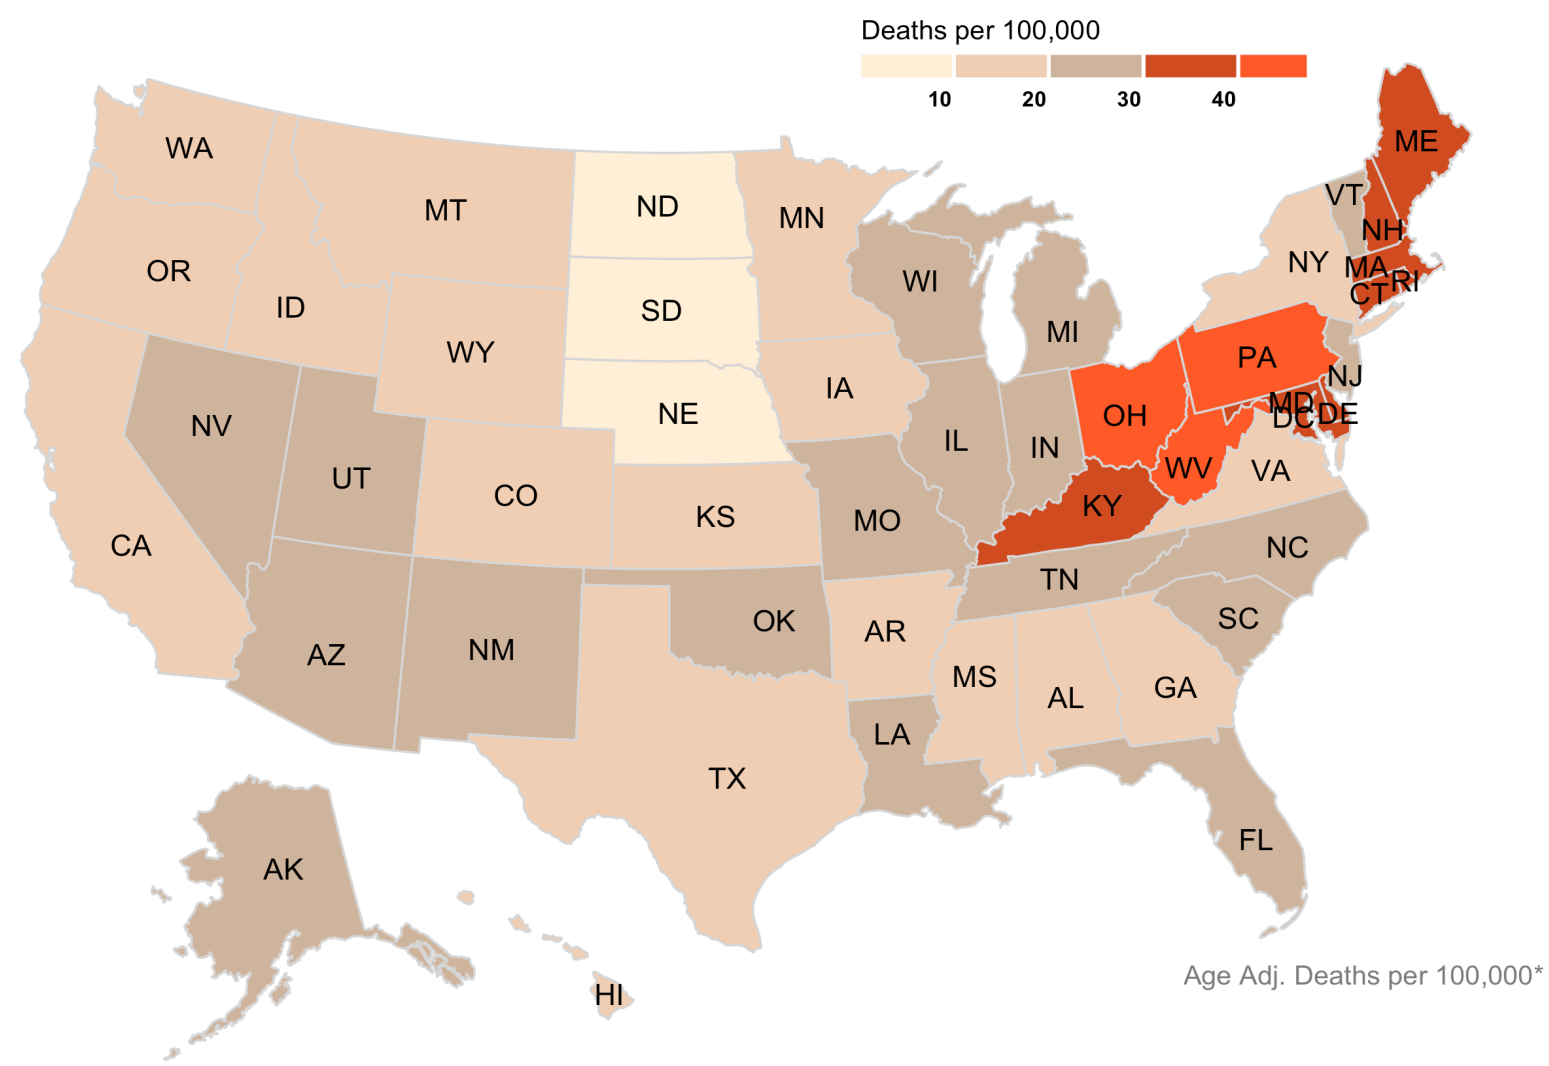 Deaths per 100,000
10 20 30 40
ME
WA
VT
MT ND MN
NH
OR
NY MA RI
WI
CT
ID SD
MI
WY
PA
NJ
IA
MD
NE
DC DE
OH
NV
IL IN
WV VA
UT
CO
KY
KS
MO
CA
NC
TN
SC
OK
AR
AZ NM
MS
GA
AL
LA
TX
FL
AK
Age Adj. Deaths per 100,000*
HI